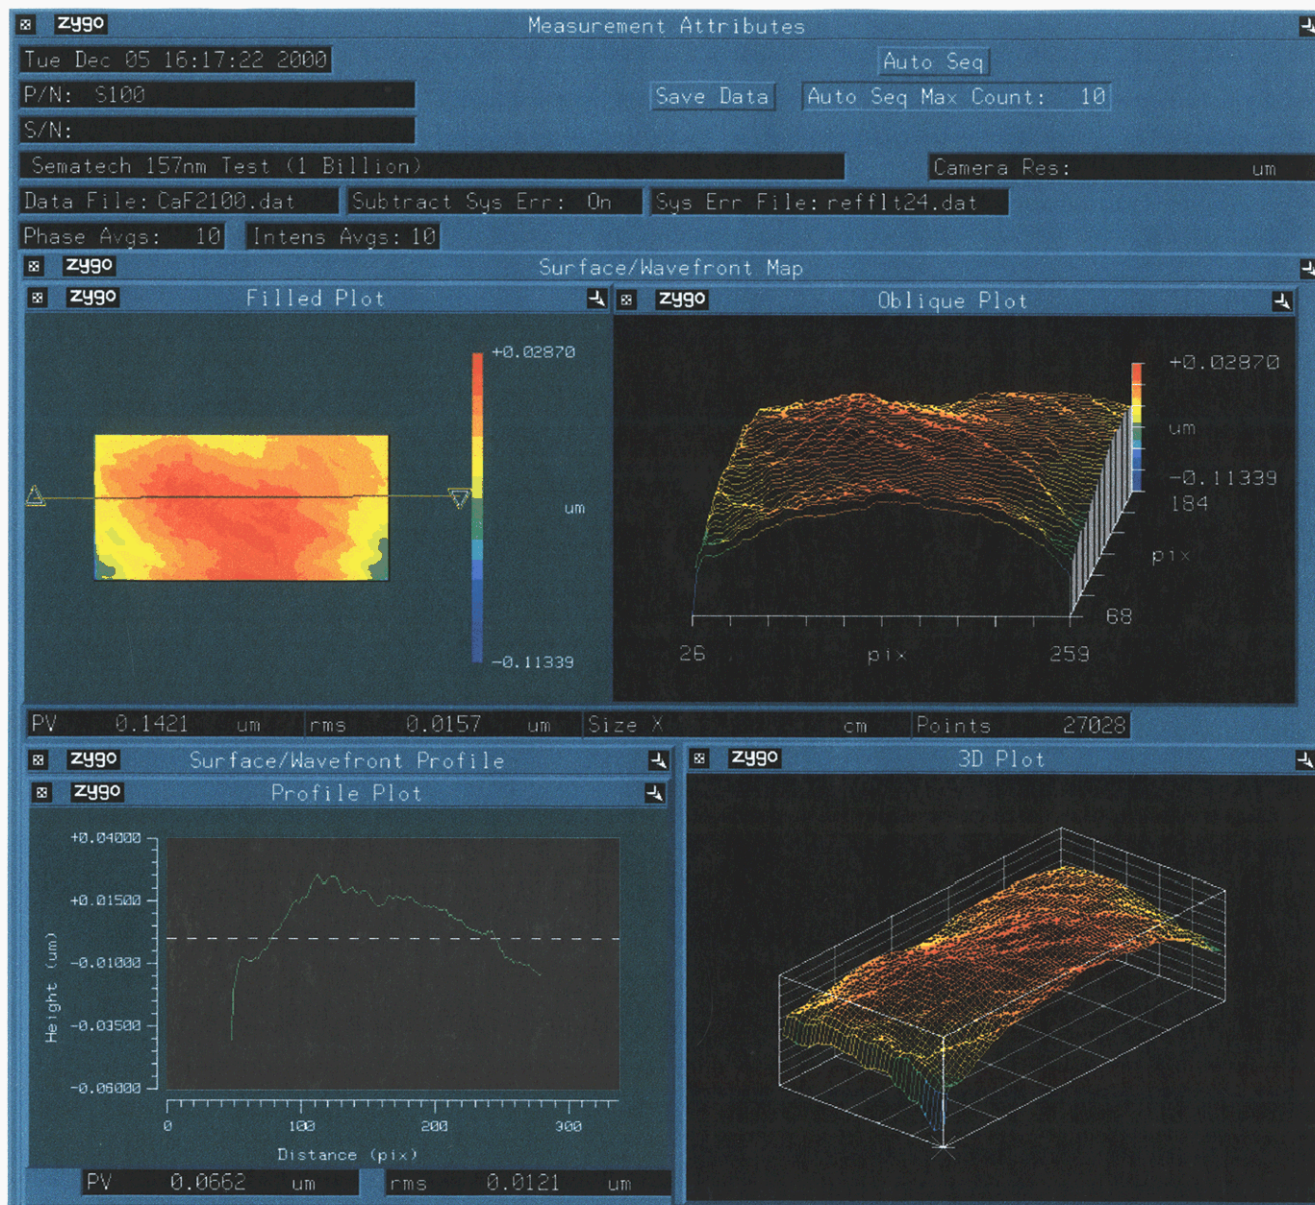 zygo Measurement Attributes
Tue Dec 05 16:17:22 2000
Auto Seq
P/N: S100
Save Data Auto Seq Max Count: 10
S/N:
Sematech 157nm Test (1 Billion) Camera Res: um
Data File: CaF2100.dat Subtract Sys Err: On Sys Err File: refflt24.dat
Phase Avgs: 10 Intens Avgs: 10
zygo Surface/Wavefront Map
zygo Filled Plot
+0.02870
um
-0.11339
zygo Oblique Plot
+0.02870
um
-0.11339
184
pix
68
26 pix 259
PV 0.1421 um rms 0.0157 um Size X cm Points 27028
zygo Surface/Wavefront Profile
zygo Profile Plot
+0.04000
+0.01500
-0.01000
-0.03500
-0.06000
Height (um)
0 100 200 300
Distance (pix)
PV 0.0662 um rms 0.0121 um
zygo 3D Plot